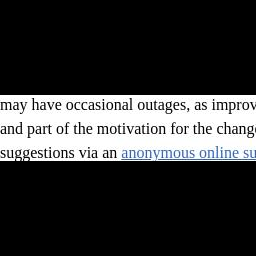 may have occasional outages, as improv
and part of the motivation for the chang
suggestions via an anonymous online su